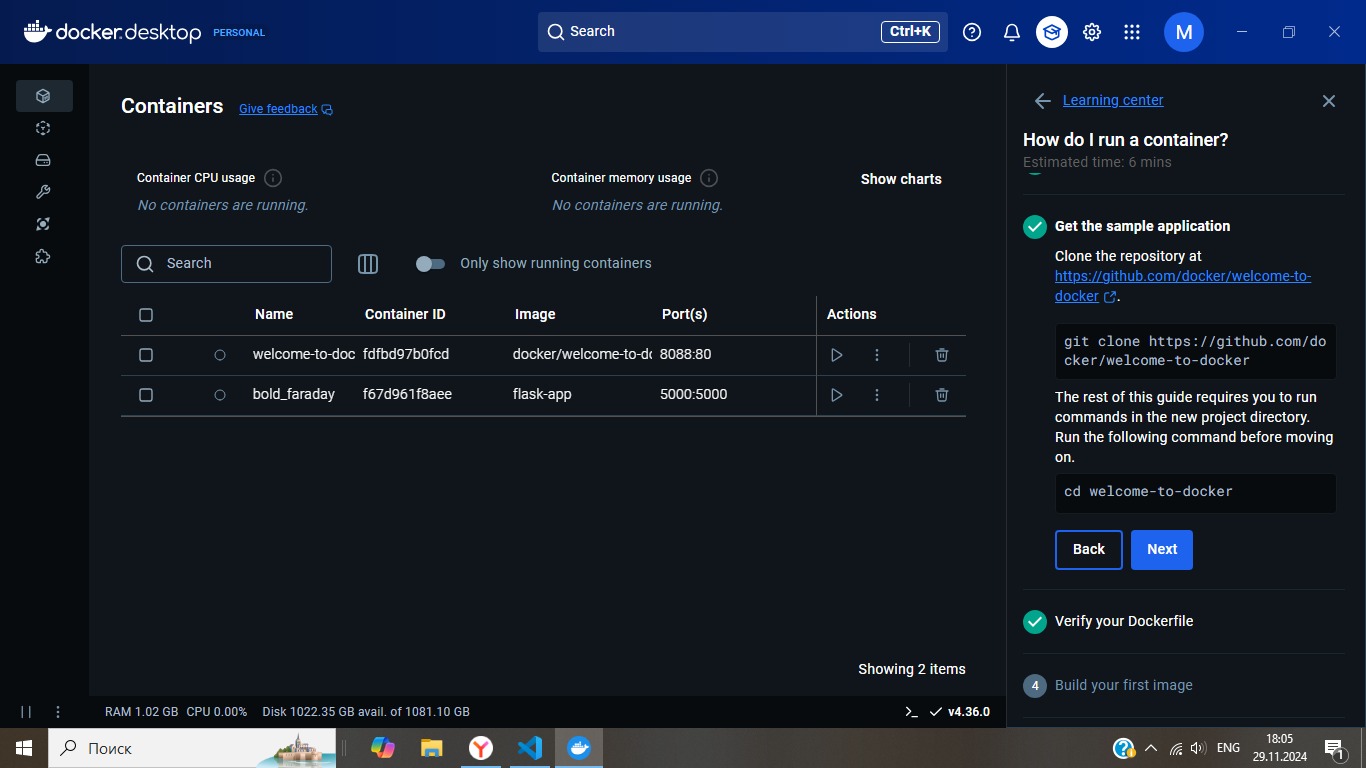 docker.desktop PERSONAL
Search Ctrl+K
M
Containers Give feedback
Container CPU usage
No containers are running.
Container memory usage
No containers are running.
Show charts
Search
Only show running containers
Name Container ID Image Port(s) Actions
welcome-to-doc fdfbd97b0fcd docker/welcome-to-dc 8088:80
bold_faraday f67d961f8aee flask-app 5000:5000
Showing 2 items
Learning center
How do I run a container?
Estimated time: 6 mins
Get the sample application
Clone the repository at
https://github.com/docker/welcome-to-
docker .
git clone https://github.com/do
cker/welcome-to-docker
The rest of this guide requires you to run
commands in the new project directory.
Run the following command before moving
on.
cd welcome-to-docker
Back Next
Verify your Dockerfile
4 Build your first image
RAM 1.02 GB CPU 0.00% Disk 1022.35 GB avail. of 1081.10 GB
v4.36.0
Поиск
ENG
18:05
29.11.2024
1